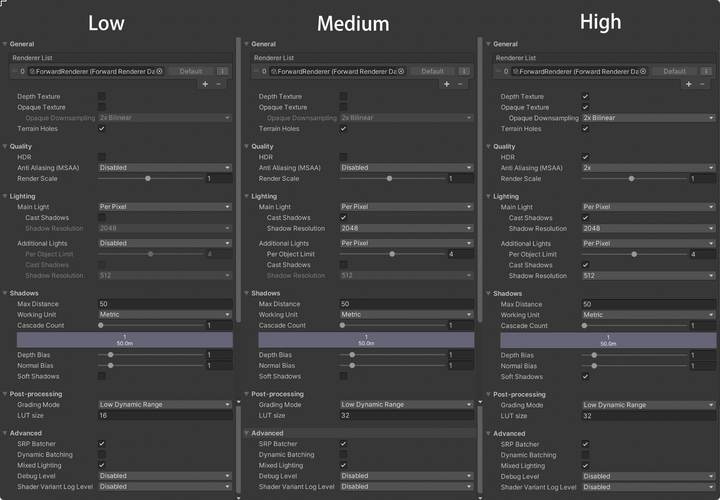 Low
General
Renderer List
= 0 ForwardRenderer (Forward Renderer Da Default
+ −
Depth Texture
Opaque Texture
Opaque Downsampling 2x Bilinear
Terrain Holes
Quality
HDR
Anti Aliasing (MSAA) Disabled
Render Scale 1
Lighting
Main Light Per Pixel
Cast Shadows
Shadow Resolution 2048
Additional Lights Disabled
Per Object Limit 4
Cast Shadows
Shadow Resolution 512
Shadows
Max Distance 50
Working Unit Metric
Cascade Count 1
1
50.0m
Depth Bias 1
Normal Bias 1
Soft Shadows
Post-processing
Grading Mode Low Dynamic Range
LUT size 16
Advanced
SRP Batcher
Dynamic Batching
Mixed Lighting
Debug Level Disabled
Shader Variant Log Level Disabled
Medium
General
Renderer List
= 0 ForwardRenderer (Forward Renderer Da Default
+ −
Depth Texture
Opaque Texture
Opaque Downsampling 2x Bilinear
Terrain Holes
Quality
HDR
Anti Aliasing (MSAA) Disabled
Render Scale 1
Lighting
Main Light Per Pixel
Cast Shadows
Shadow Resolution 2048
Additional Lights Per Pixel
Per Object Limit 4
Cast Shadows
Shadow Resolution 512
Shadows
Max Distance 50
Working Unit Metric
Cascade Count 1
1
50.0m
Depth Bias 1
Normal Bias 1
Soft Shadows
Post-processing
Grading Mode Low Dynamic Range
LUT size 32
Advanced
SRP Batcher
Dynamic Batching
Mixed Lighting
Debug Level Disabled
Shader Variant Log Level Disabled
High
General
Renderer List
= 0 ForwardRenderer (Forward Renderer Da Default
+ −
Depth Texture
Opaque Texture
Opaque Downsampling 2x Bilinear
Terrain Holes
Quality
HDR
Anti Aliasing (MSAA) 2x
Render Scale 1
Lighting
Main Light Per Pixel
Cast Shadows
Shadow Resolution 2048
Additional Lights Per Pixel
Per Object Limit 4
Cast Shadows
Shadow Resolution 512
Shadows
Max Distance 50
Working Unit Metric
Cascade Count 1
1
50.0m
Depth Bias 1
Normal Bias 1
Soft Shadows
Post-processing
Grading Mode Low Dynamic Range
LUT size 32
Advanced
SRP Batcher
Dynamic Batching
Mixed Lighting
Debug Level Disabled
Shader Variant Log Level Disabled